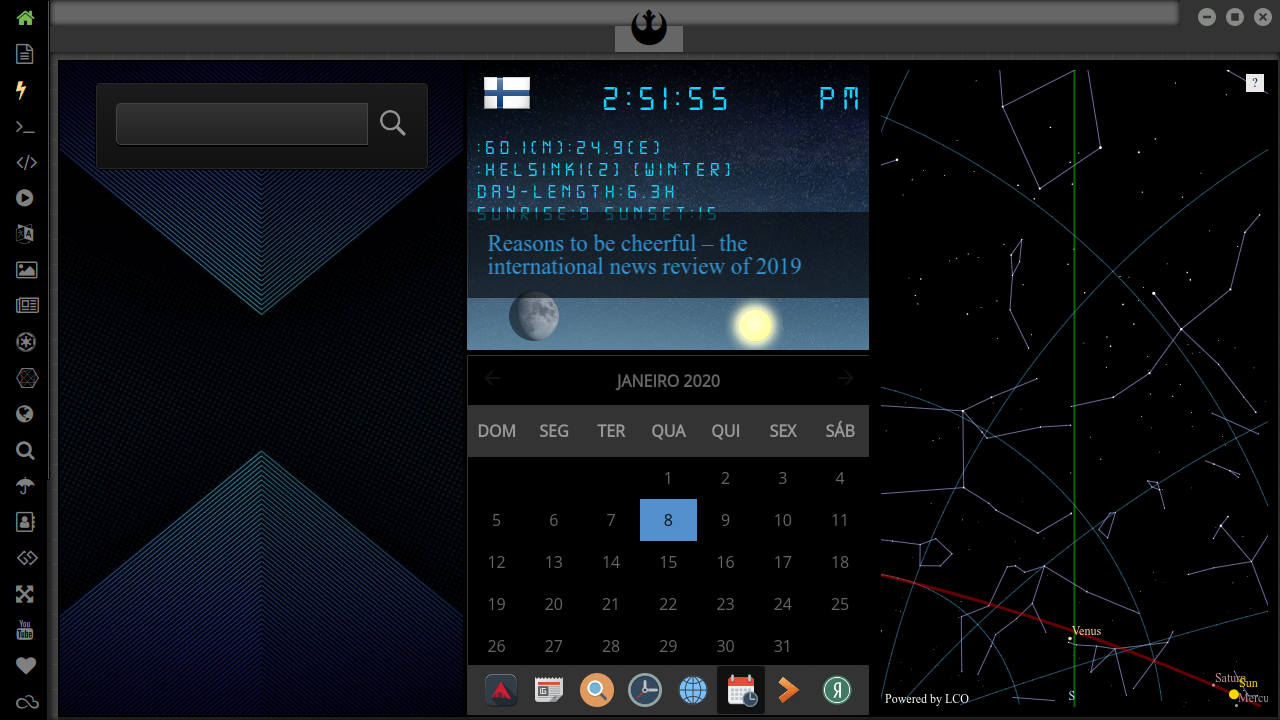 You
Tube
2:51:55 PM
:60.1(N):24.9(E)
:HELSINKI(2) (WINTER)
DAY-LENGTH:6.3H
SUNRISE:9 SUNSET:15
Reasons to be cheerful – the
international news review of 2019
JANEIRO 2020
DOM SEG TER QUA QUI SEX SÁB
1 2 3 4
5 6 7 8 9 10 11
12 13 14 15 16 17 18
19 20 21 22 23 24 25
26 27 28 29 30 31
Я
?
Venus
Saturn
Sun
Mercu
S
Powered by LCO